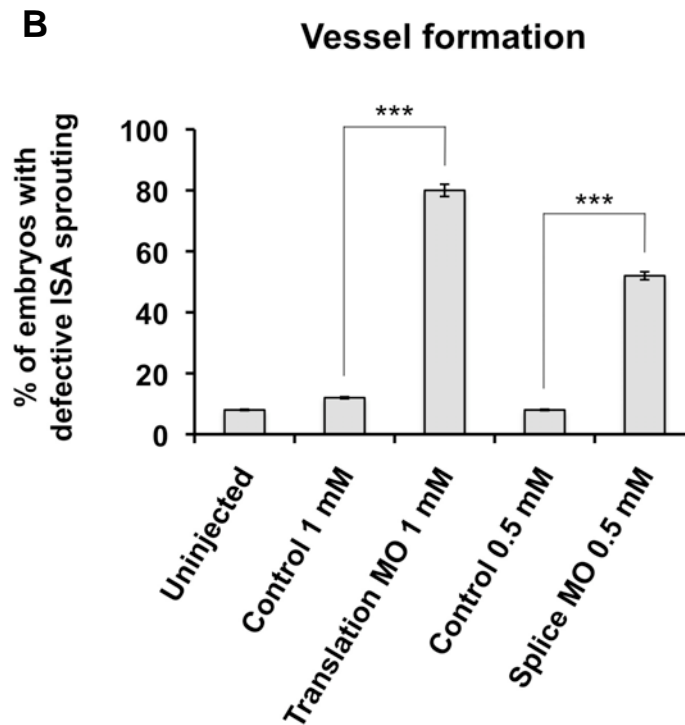 B
Vessel formation
% of embryos with
defective ISA sprouting
100
80
60
40
20
0
***
***
Uninjected
Control 1 mM
Translation MO 1 mM
Control 0.5 mM
Splice MO 0.5 mM